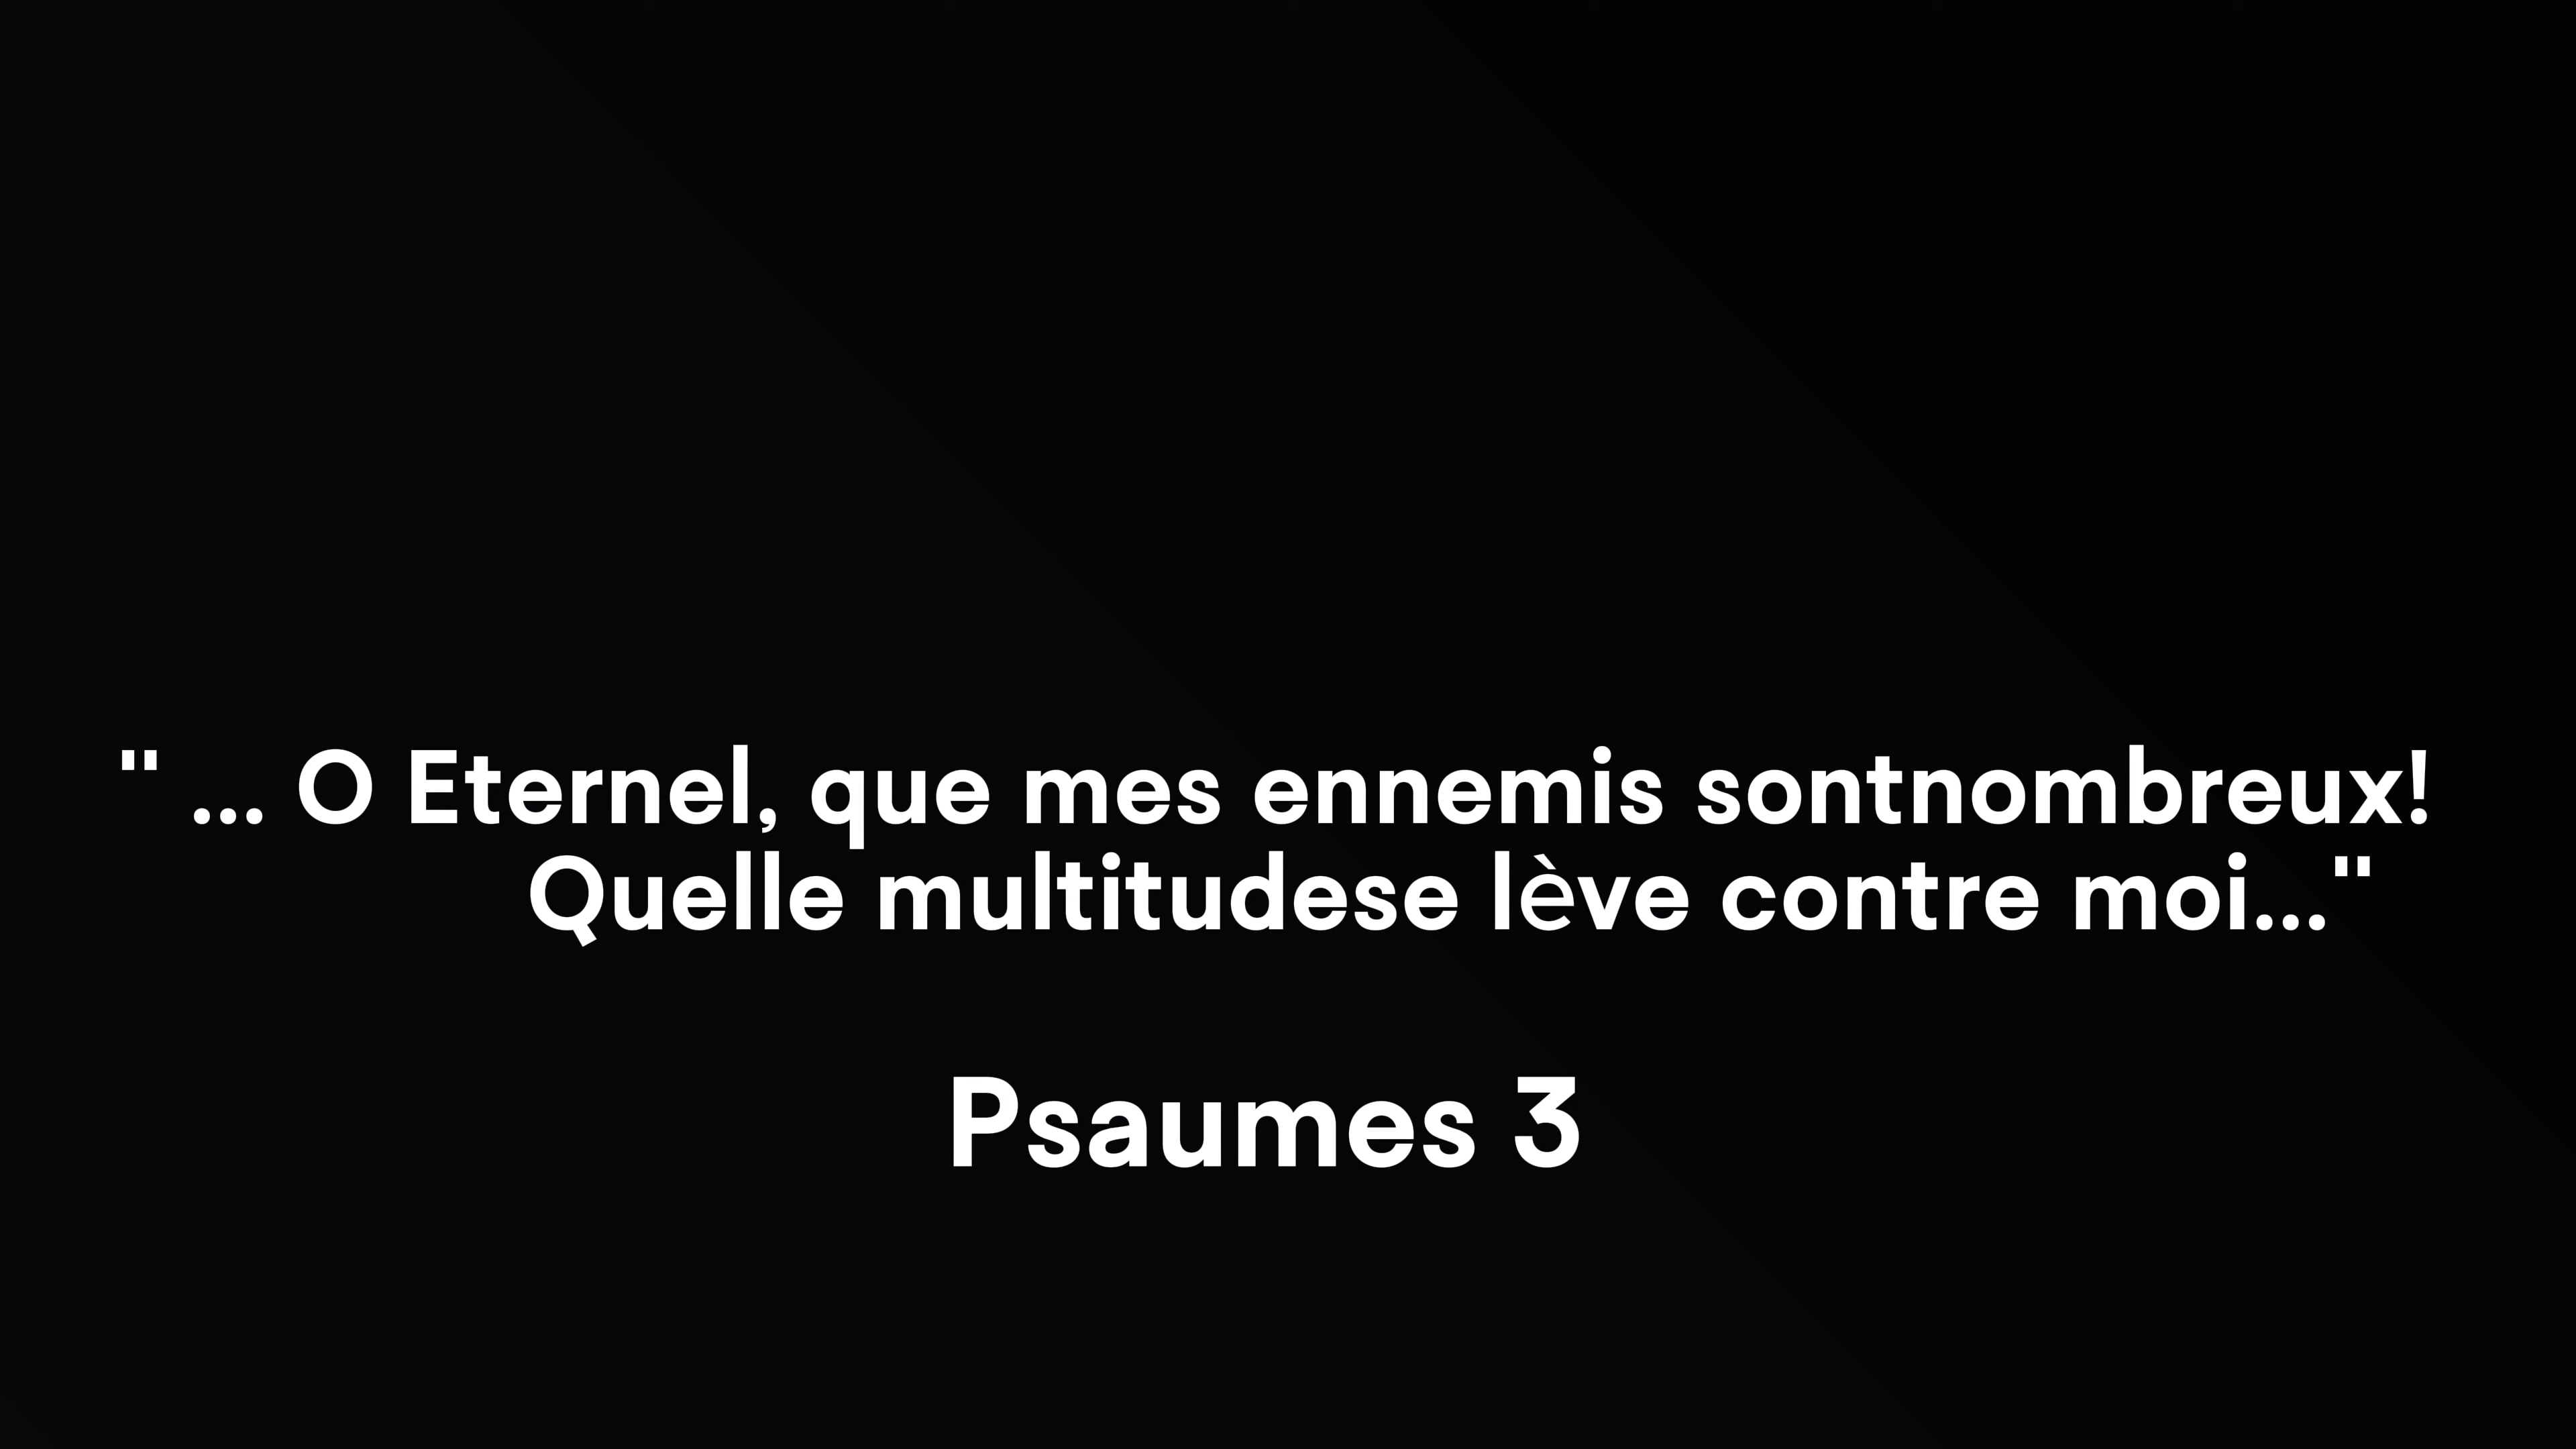 "... O Eternel, que mes ennemis sontnombreux!
Quelle multitudese lève contre moi..."
Psaumes 3